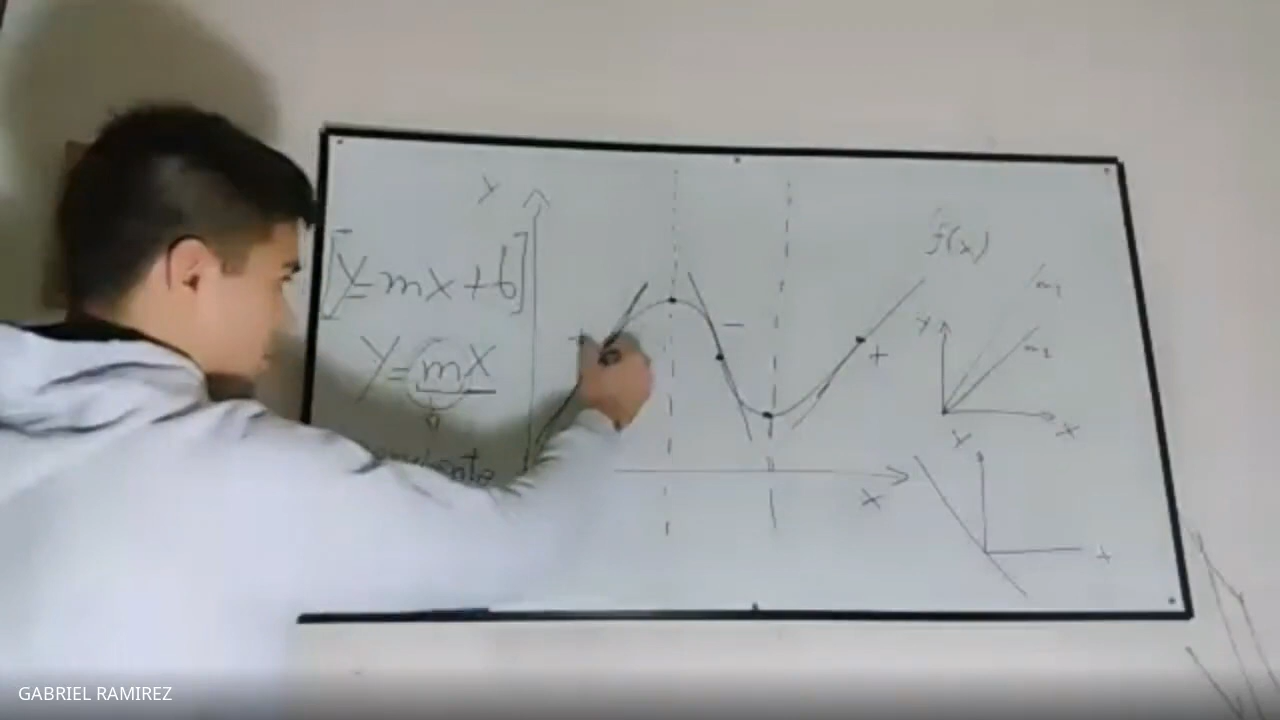 Y
[y=mx+b]
Y=mX
+
−
+
f(x)
m₁
m₂
Y
X
Y
X
X
GABRIEL RAMIREZ